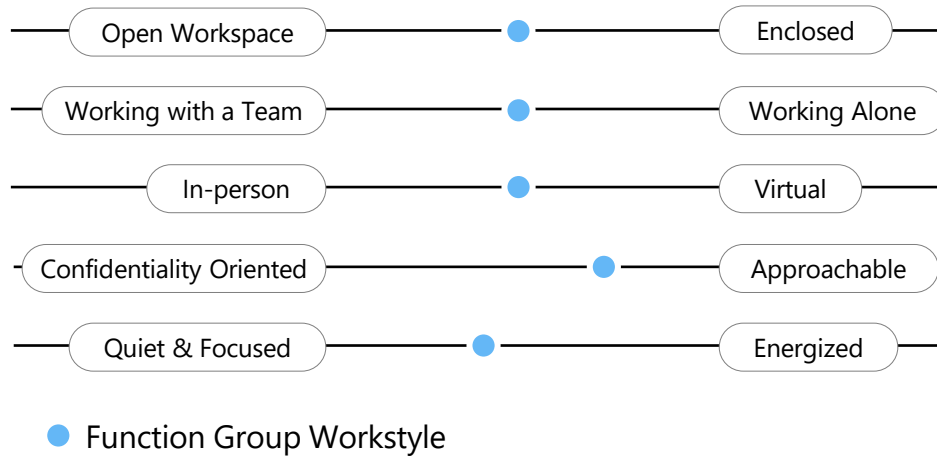 Open Workspace Enclosed
Working with a Team Working Alone
In-person Virtual
Confidentiality Oriented Approachable
Quiet & Focused Energized
Function Group Workstyle